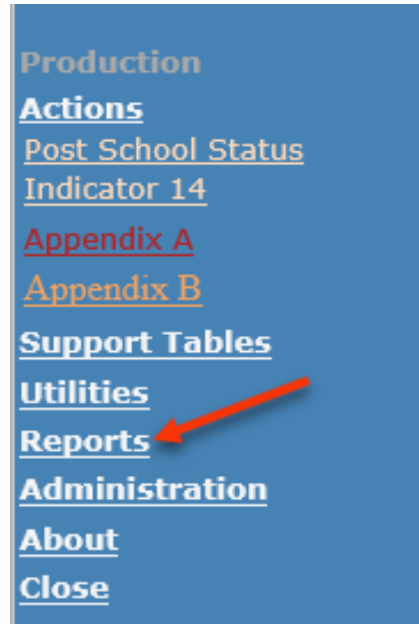 Production
Actions
Post School Status
Indicator 14
Appendix A
Appendix B
Support Tables
Utilities
Reports
Administration
About
Close